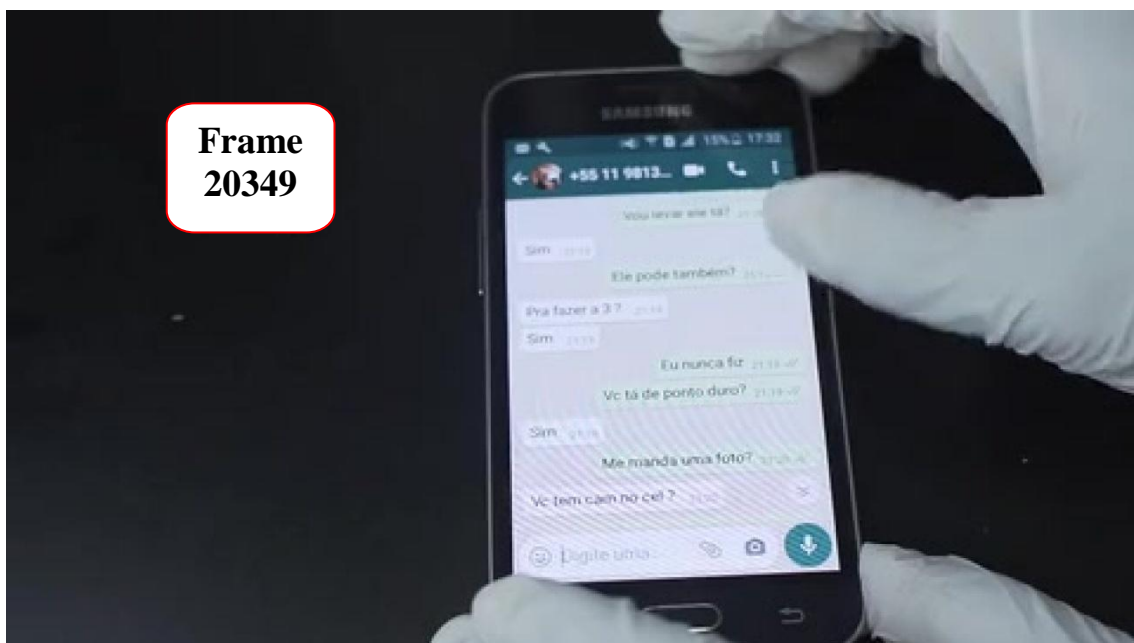 Frame
20349
SAMSUNG
15% 17:32
+55 11 9813...
Vou levar ele tá?
Sim
Ele pode também?
Pra fazer a 3 ?
Sim
Eu nunca fiz
Vc tá de ponto duro?
Sim
Me manda uma foto?
Vc tem cam no cel ?
Digite uma...